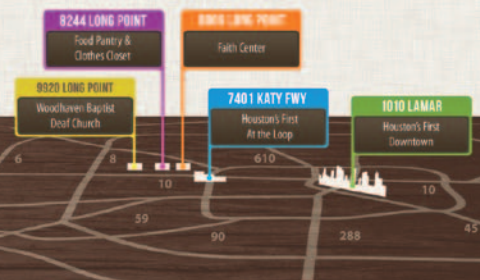 8244 LONG POINT
Food Pantry &
Clothes Closet
LONG POINT
Faith Center
9920 LONG POINT
Woodhaven Baptist
Deaf Church
7401 KATY FWY
Houston's First
At the Loop
1010 LAMAR
Houston's First
Downtown
6
8
610
10
10
59
90
288
45